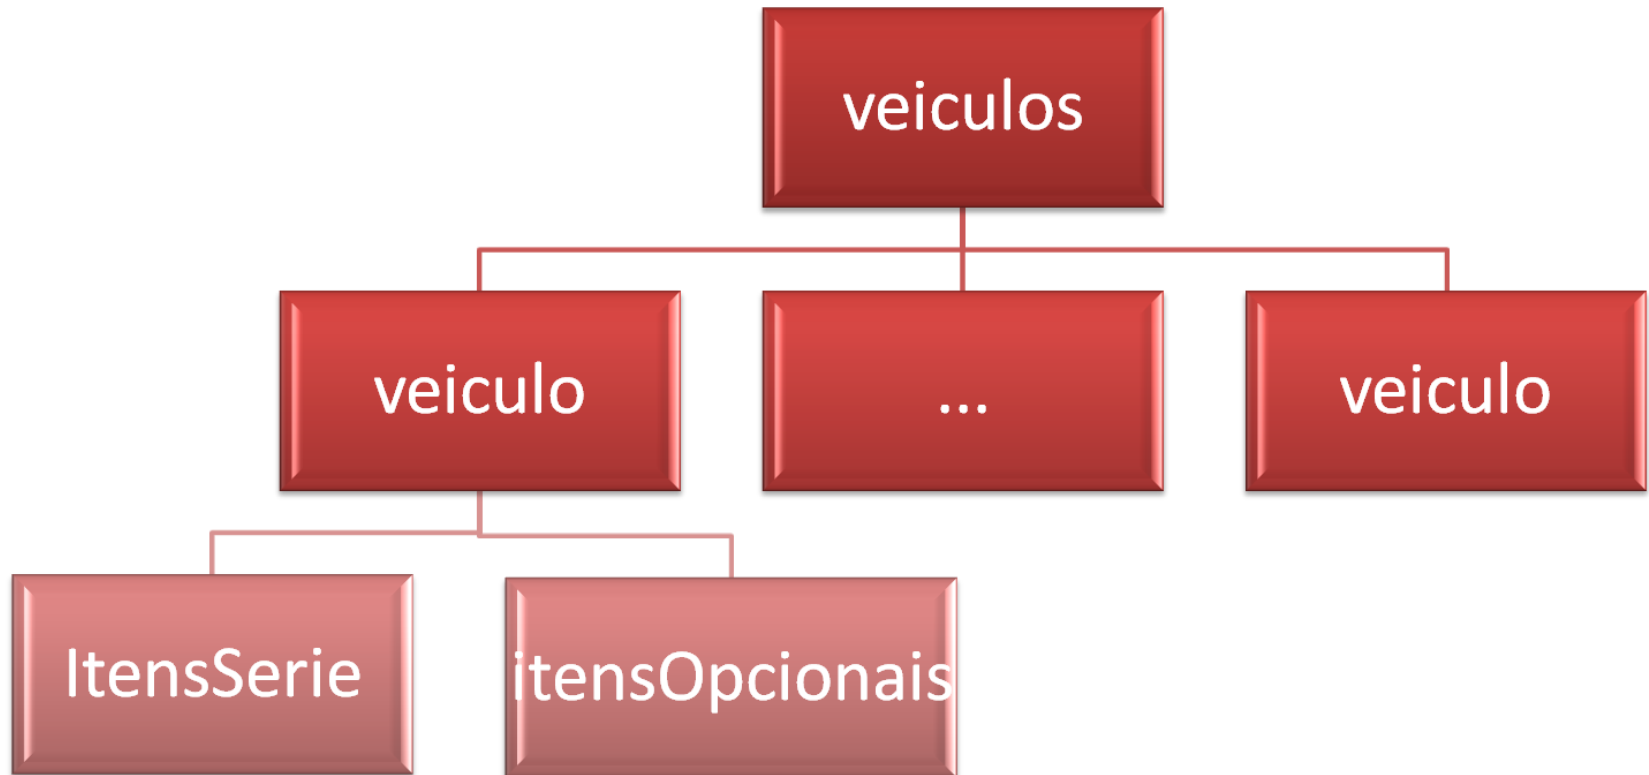 veiculos
veiculo
...
veiculo
ItensSerie
itensOpcionais